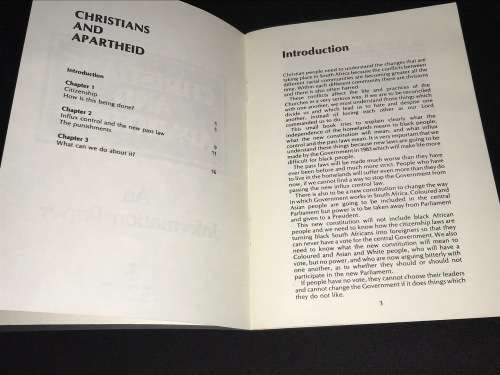 CHRISTIANS
AND
APARTHEID
Introduction
Chapter 1
Citizenship 5
How is this being done? 5
Chapter 2
Influx control and the new pass law 9
The punishments 11
Chapter 3
What can we do about it? 16
Introduction
Christian people need to understand the changes that are
taking place in South Africa because the conflicts between
different racial communities are becoming greater all the
time. Within each community there are divisions
and there is also often hatred.
These conflicts affect the life and practices of the
Churches in a very serious way. If we are to be reconciled
with one another, we must understand those things which
divide us and which lead us to hate and despise one
another, instead of loving each other as our Lord
commanded us to do.
This small book tries to explain clearly what the
independence of the homelands means to black people,
what the new constitution will mean, and what influx
control and the pass laws mean. It is very important that we
understand these because new laws are going to be
made by the Government in 1983 which will make life more
difficult for black people.
The pass laws will be made much worse than they have
ever been before and much more strict. People who have
to live in the homelands will suffer even more than they do
now, if we cannot find a way to stop the Government from
passing the new influx control law.
There is also to be a new constitution to change the way
in which Government works in South Africa. Coloured and
Asian people are going to be included in the central
Parliament but power is to be taken away from Parliament
and given to a President.
This new constitution will not include black African
people and we need to know how the citizenship laws are
turning black South Africans into foreigners so that they
can never have a vote for the central Government. We also
need to know what the new constitution will mean to
Coloured and Asian and White people, who will have a
vote, but no power, and who are now arguing bitterly with
one another, as to whether they should or should not
participate in the new Parliament.
If people have no vote, they cannot choose their leaders
and cannot change the Government if it does things which
they do not like.
3